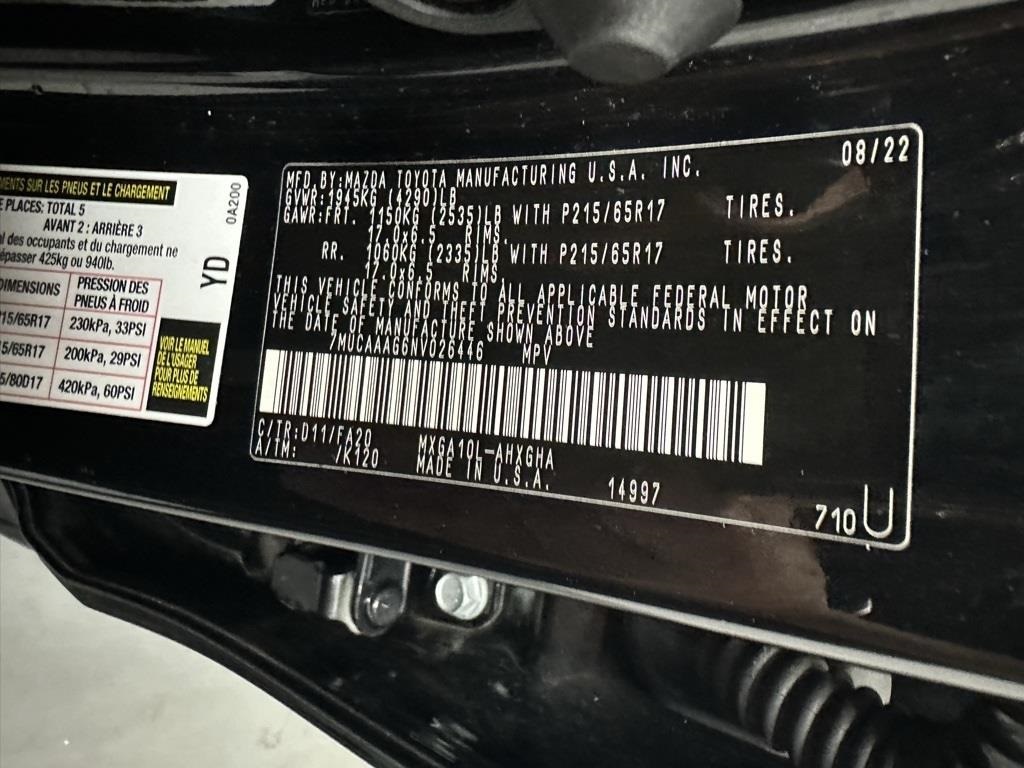 MENTS SUR LES PNEUS ET LE CHARGEMENT
E PLACES: TOTAL 5
AVANT 2 : ARRIÈRE 3
al des occupants et du chargement ne
épasser 425kg ou 940lb.
DIMENSIONS PRESSION DES PNEUS À FROID
15/65R17 230kPa, 33PSI
5/65R17 200kPa, 29PSI
5/80D17 420kPa, 60PSI
VOIR LE MANUEL
DE L'USAGER
POUR PLUS DE
RENSEIGNEMENTS
0A200
YD
08/22
MFD.BY:MAZDA TOYOTA MANUFACTURING U.S.A. INC.
GVWR:1945KG (4290)LB
GAWR:FRT. 1150KG (2535)LB WITH P215/65R17 TIRES.
17.0x6.5 RIMS.
RR. 1060KG (2335)LB WITH P215/65R17 TIRES.
17.0x6.5 RIMS.
THIS VEHICLE CONFORMS TO ALL APPLICABLE FEDERAL MOTOR
VEHICLE SAFETY AND THEFT PREVENTION STANDARDS IN EFFECT ON
THE DATE OF MANUFACTURE SHOWN ABOVE
7MUCAAAG6NV026446 MPV
C/TR:D11/FA20 MXGA10L-AHXGHA
A/TM: /K120 MADE IN U.S.A. 14997
710 U